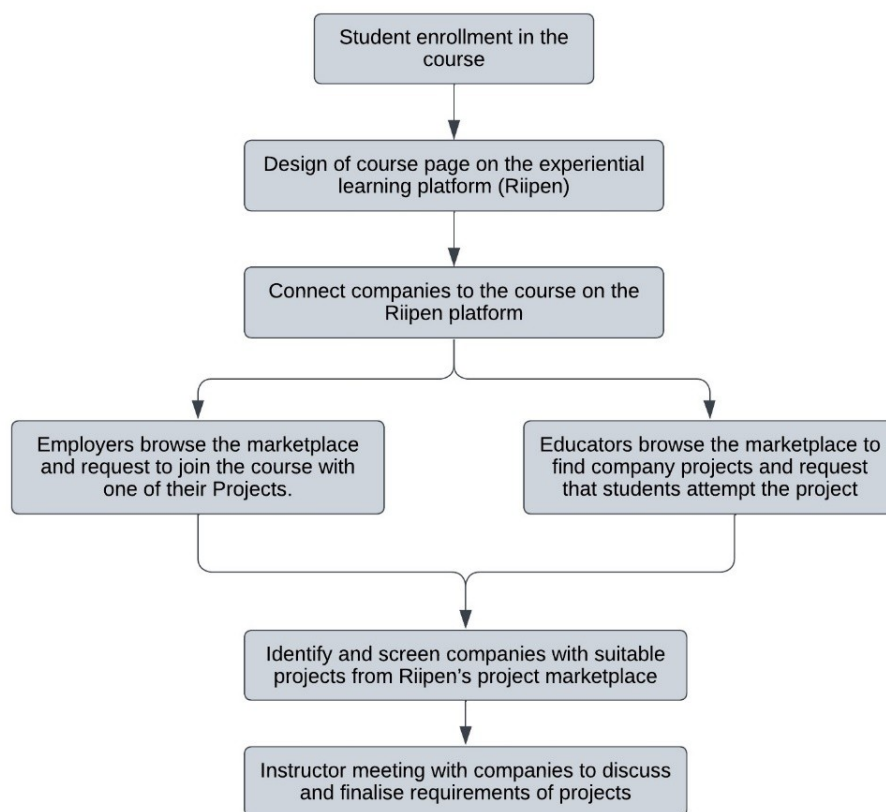 Student enrollment in the
course
Design of course page on the experiential
learning platform (Riipen)
Connect companies to the course on the
Riipen platform
Employers browse the marketplace
and request to join the course with
one of their Projects.
Educators browse the marketplace to
find company projects and request
that students attempt the project
Identify and screen companies with suitable
projects from Riipen's project marketplace
Instructor meeting with companies to discuss
and finalise requirements of projects